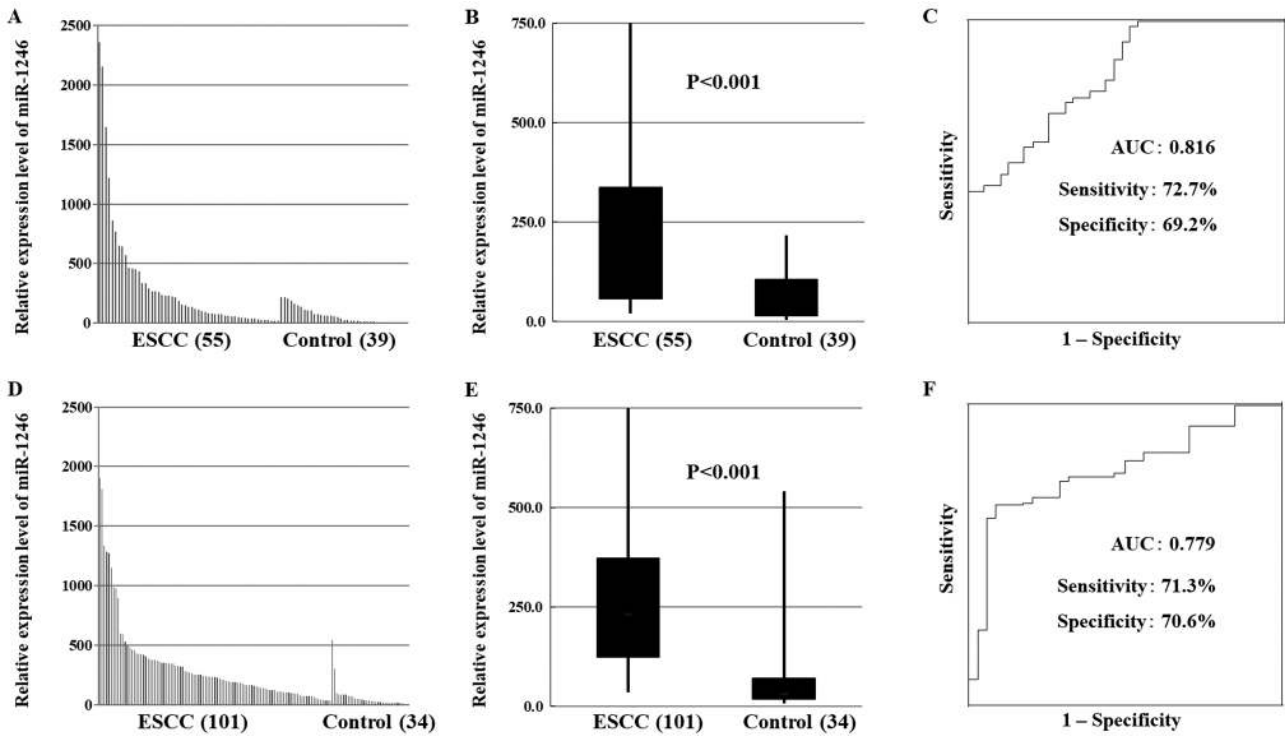 A
Relative expression level of miR-1246
2500
2000
1500
1000
500
0
ESCC (55)
Control (39)
B
Relative expression level of miR-1246
750.0
500.0
250.0
0.0
P<0.001
ESCC (55)
Control (39)
C
Sensitivity
AUC: 0.816
Sensitivity: 72.7%
Specificity: 69.2%
1 – Specificity
D
Relative expression level of miR-1246
2500
2000
1500
1000
500
0
ESCC (101)
Control (34)
E
Relative expression level of miR-1246
750.0
500.0
250.0
0.0
P<0.001
ESCC (101)
Control (34)
F
Sensitivity
AUC: 0.779
Sensitivity: 71.3%
Specificity: 70.6%
1 – Specificity